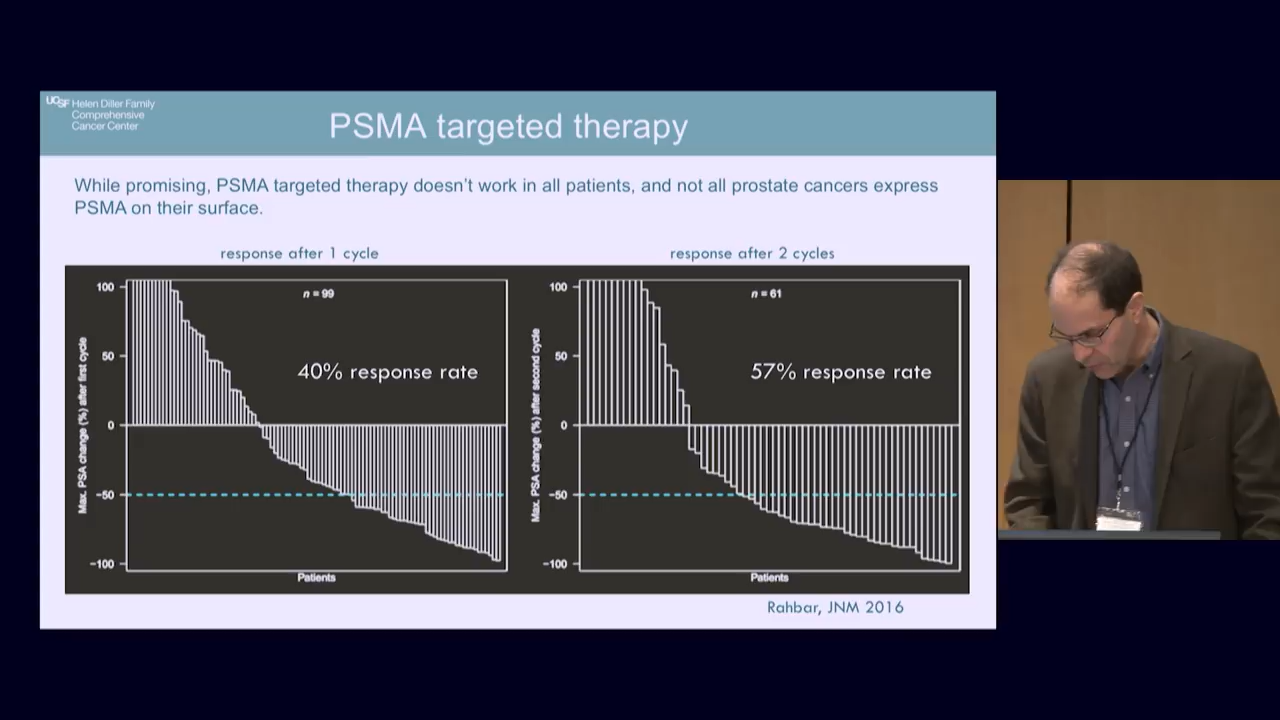 UCSF Helen Diller Family
Comprehensive
Cancer Center
PSMA targeted therapy
While promising, PSMA targeted therapy doesn't work in all patients, and not all prostate cancers express
PSMA on their surface.
response after 1 cycle
response after 2 cycles
Max. PSA change (%) after first cycle
100
50
0
−50
−100
n = 99
40% response rate
Patients
Max. PSA change (%) after second cycle
100
50
0
−50
−100
n = 61
57% response rate
Patients
Rahbar, JNM 2016